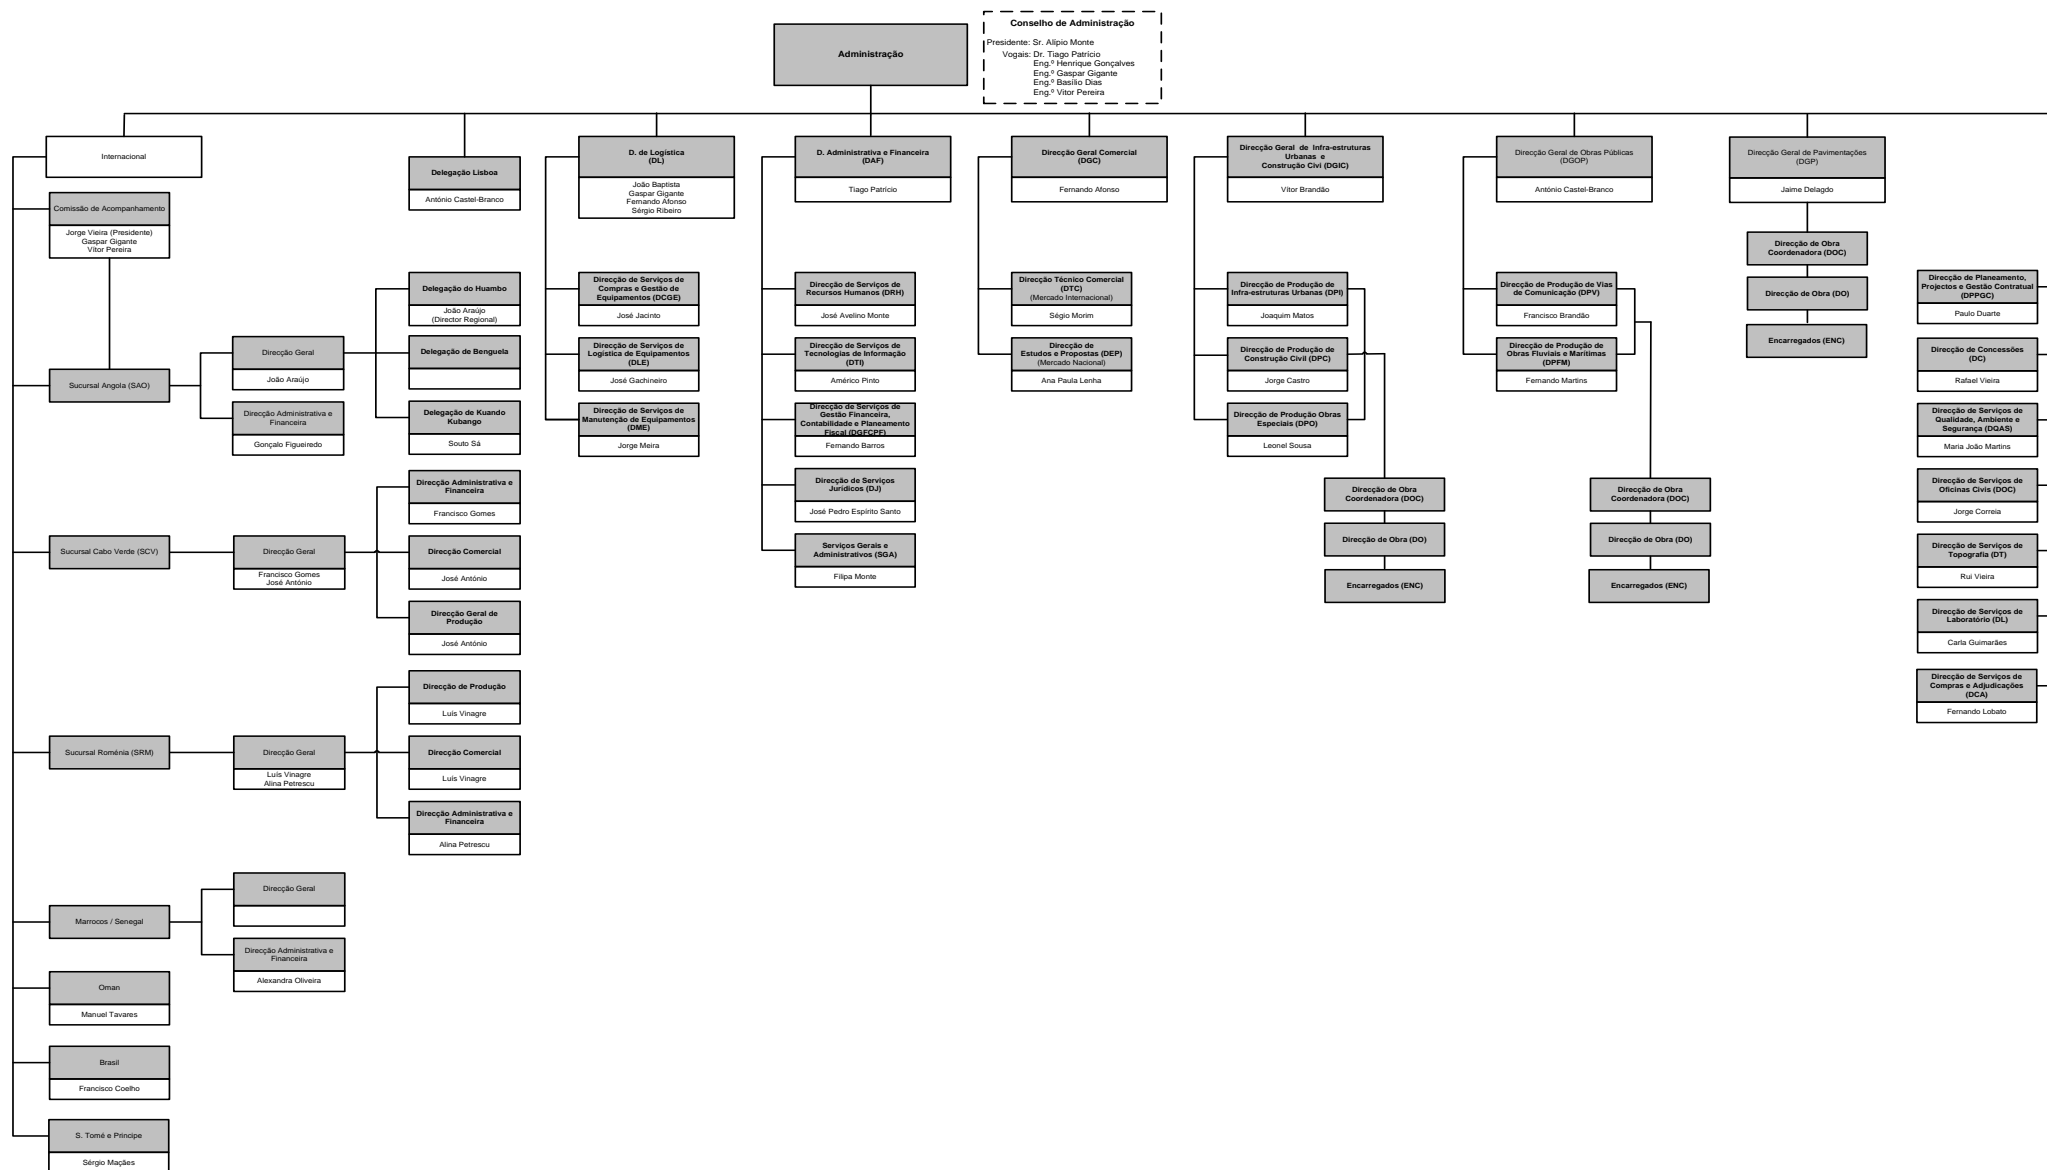 Administração
Conselho de Administração
Presidente: Sr. Alípio Monte
Vogais: Dr. Tiago Patrício
Eng.º Henrique Gonçalves
Eng.º Gaspar Gigante
Eng.º Basílio Dias
Eng.º Vitor Pereira
Internacional
Comissão de Acompanhamento
Jorge Vieira (Presidente)
Gaspar Gigante
Vítor Pereira
Sucursal Angola (SAO)
Direcção Geral
João Araújo
Direcção Administrativa e
Financeira
Gonçalo Figueiredo
Delegação Lisboa
António Castel-Branco
Delegação do Huambo
João Araújo
(Director Regional)
Delegação de Benguela
Delegação de Kuando
Kubango
Souto Sá
Sucursal Cabo Verde (SCV)
Direcção Geral
Francisco Gomes
José António
Direcção Administrativa e
Financeira
Francisco Gomes
Direcção Comercial
José António
Direcção Geral de
Produção
José António
Sucursal Roménia (SRM)
Direcção Geral
Luís Vinagre
Alina Petrescu
Direcção de Produção
Luís Vinagre
Direcção Comercial
Luís Vinagre
Direcção Administrativa e
Financeira
Alina Petrescu
Marrocos / Senegal
Direcção Geral
Direcção Administrativa e
Financeira
Alexandra Oliveira
Oman
Manuel Tavares
Brasil
Francisco Coelho
S. Tomé e Principe
Sérgio Mações
D. de Logística
(DL)
João Baptista
Gaspar Gigante
Fernando Afonso
Sérgio Ribeiro
Direcção de Serviços de
Compras e Gestão de
Equipamentos (DCGE)
José Jacinto
Direcção de Serviços de
Logística de Equipamentos
(DLE)
José Gachineiro
Direcção de Serviços de
Manutenção de Equipamentos
(DME)
Jorge Meira
D. Administrativa e Financeira
(DAF)
Tiago Patrício
Direcção de Serviços de
Recursos Humanos (DRH)
José Avelino Monte
Direcção de Serviços de
Tecnologias de Informação
(DTI)
Américo Pinto
Direcção de Serviços de
Gestão Financeira,
Contabilidade e Planeamento
Fiscal (DGFCPF)
Fernando Barros
Direcção de Serviços
Jurídicos (DJ)
José Pedro Espírito Santo
Serviços Gerais e
Administrativos (SGA)
Filipa Monte
Direcção Geral Comercial
(DGC)
Fernando Afonso
Direcção Técnico Comercial
(DTC)
(Mercado Internacional)
Ségio Morim
Direcção de
Estudos e Propostas (DEP)
(Mercado Nacional)
Ana Paula Lenha
Direcção Geral de Infra-estruturas
Urbanas e
Construção Civi (DGIC)
Vítor Brandão
Direcção de Produção de
Infra-estruturas Urbanas (DPI)
Joaquim Matos
Direcção de Produção de
Construção Civil (DPC)
Jorge Castro
Direcção de Produção Obras
Especiais (DPO)
Leonel Sousa
Direcção de Obra
Coordenadora (DOC)
Direcção de Obra (DO)
Encarregados (ENC)
Direcção Geral de Obras Públicas
(DGOP)
António Castel-Branco
Direcção de Produção de Vias
de Comunicação (DPV)
Francisco Brandão
Direcção de Produção de
Obras Fluviais e Marítimas
(DPFM)
Fernando Martins
Direcção de Obra
Coordenadora (DOC)
Direcção de Obra (DO)
Encarregados (ENC)
Direcção Geral de Pavimentações
(DGP)
Jaime Delagdo
Direcção de Obra
Coordenadora (DOC)
Direcção de Obra (DO)
Encarregados (ENC)
Direcção de Planeamento,
Projectos e Gestão Contratual
(DPPGC)
Paulo Duarte
Direcção de Concessões
(DC)
Rafael Vieira
Direcção de Serviços de
Qualidade, Ambiente e
Segurança (DQAS)
Maria João Martins
Direcção de Serviços de
Oficinas Civis (DOC)
Jorge Correia
Direcção de Serviços de
Topografia (DT)
Rui Vieira
Direcção de Serviços de
Laboratório (DL)
Carla Guimarães
Direcção de Serviços de
Compras e Adjudicações
(DCA)
Fernando Lobato